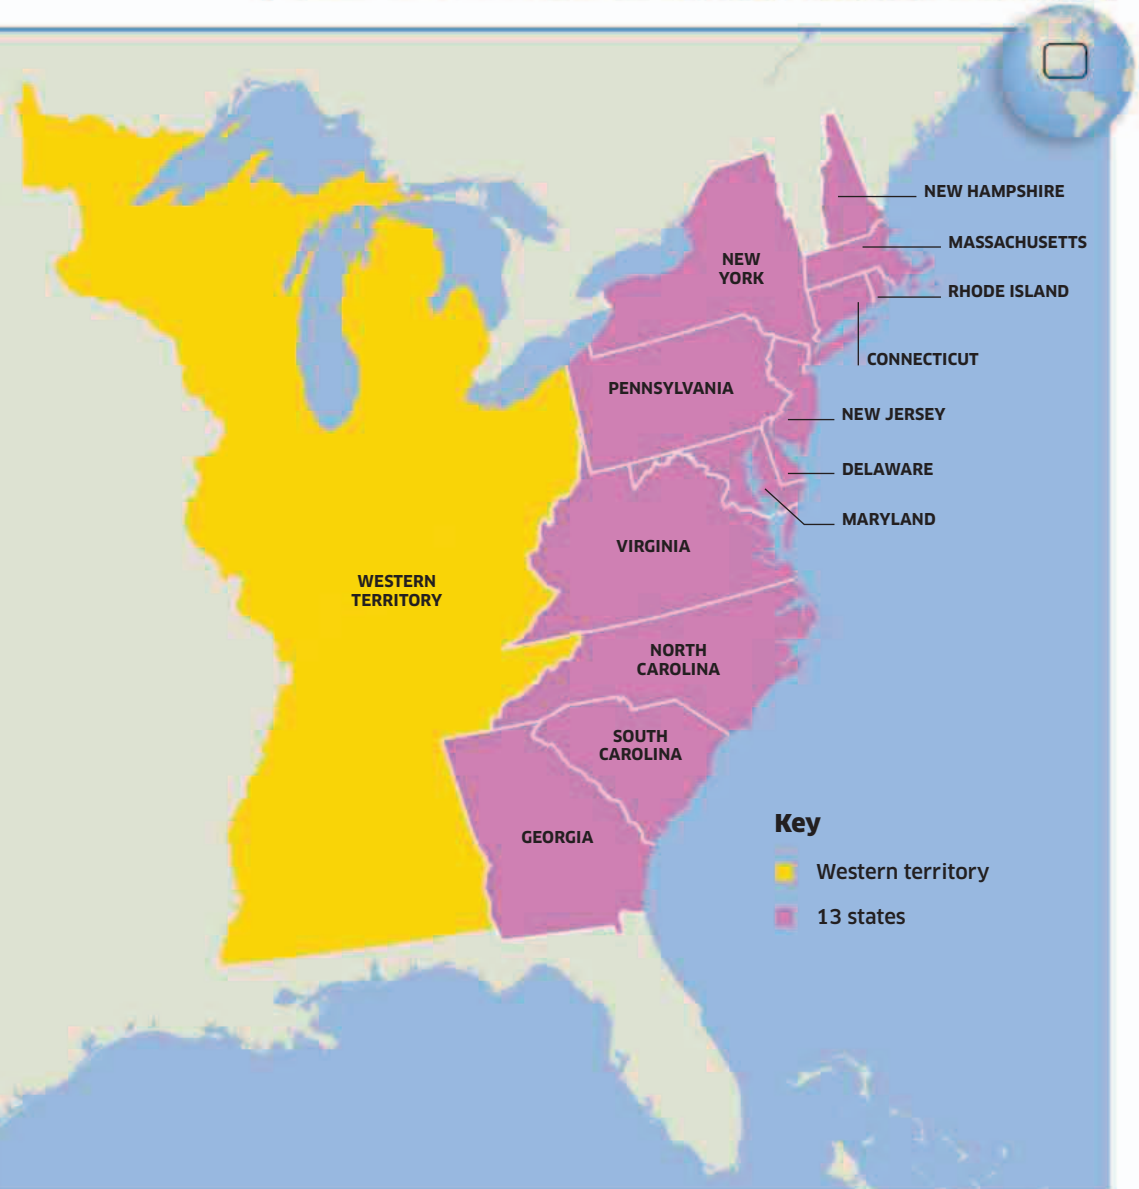 NEW HAMPSHIRE
MASSACHUSETTS
NEW
YORK
RHODE ISLAND
CONNECTICUT
PENNSYLVANIA
NEW JERSEY
DELAWARE
MARYLAND
VIRGINIA
WESTERN
TERRITORY
NORTH
CAROLINA
SOUTH
CAROLINA
GEORGIA
Key
Western territory
13 states